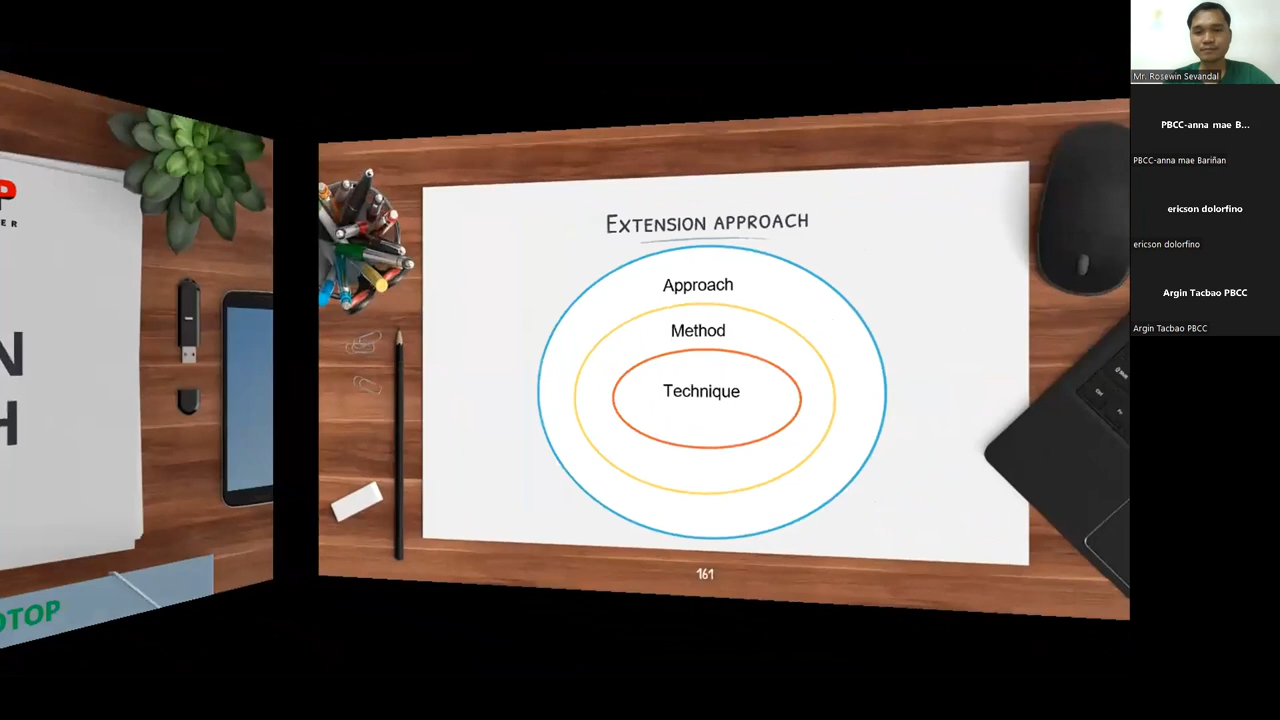 P
E R
N
H
OTOP
EXTENSION APPROACH
Approach
Method
Technique
161
Mr. Rosewin Sevandal
PBCC-anna mae B...
PBCC-anna mae Bariñan
ericson dolorfino
ericson dolorfino
Argin Tacbao PBCC
Argin Tacbao PBCC